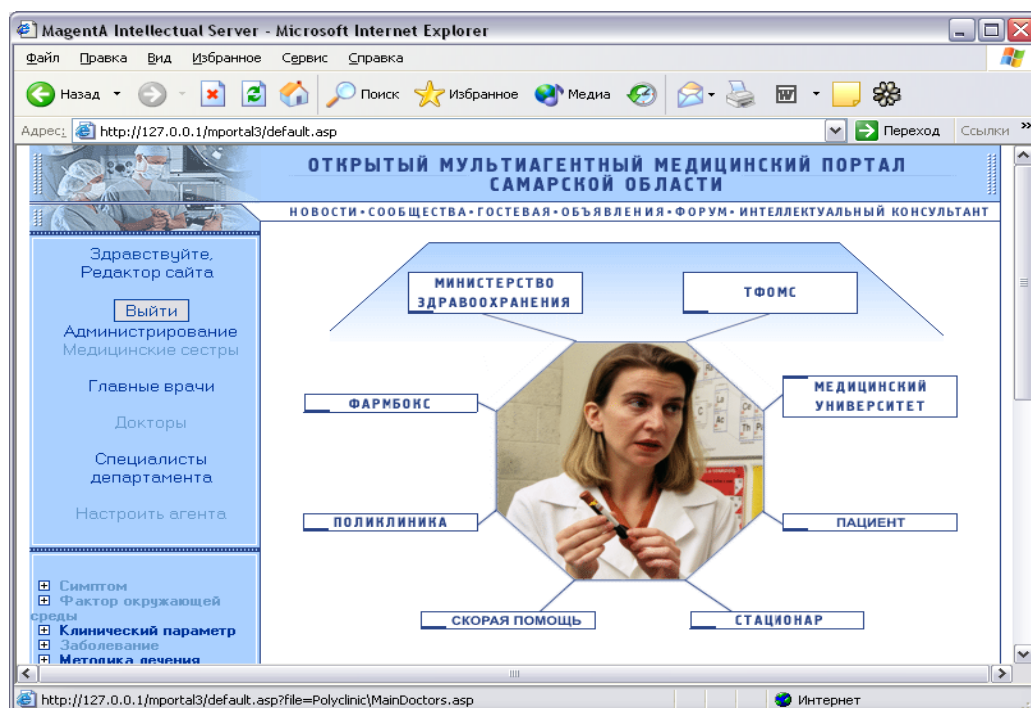 MagentA Intellectual Server - Microsoft Internet Explorer
Файл Правка Вид Избранное Сервис Справка
Назад Поиск Избранное Медиа
Адрес: http://127.0.0.1/mportal3/default.asp Переход Ссылки »
ОТКРЫТЫЙ МУЛЬТИАГЕНТНЫЙ МЕДИЦИНСКИЙ ПОРТАЛ
САМАРСКОЙ ОБЛАСТИ
НОВОСТИ•СООБЩЕСТВА•ГОСТЕВАЯ•ОБЪЯВЛЕНИЯ•ФОРУМ•ИНТЕЛЛЕКТУАЛЬНЫЙ КОНСУЛЬТАНТ
Здравствуйте,
Редактор сайта
Выйти
Администрирование
Медицинские сестры
Главные врачи
Докторы
Специалисты
департамента
Настроить агента
Симптом
Фактор окружающей
среды
Клинический параметр
Заболевание
Методика лечения
МИНИСТЕРСТВО
ЗДРАВООХРАНЕНИЯ
ТФОМС
ФАРМБОКС
МЕДИЦИНСКИЙ
УНИВЕРСИТЕТ
ПОЛИКЛИНИКА
ПАЦИЕНТ
СКОРАЯ ПОМОЩЬ
СТАЦИОНАР
http://127.0.0.1/mportal3/default.asp?file=Polyclinic\MainDoctors.asp Интернет